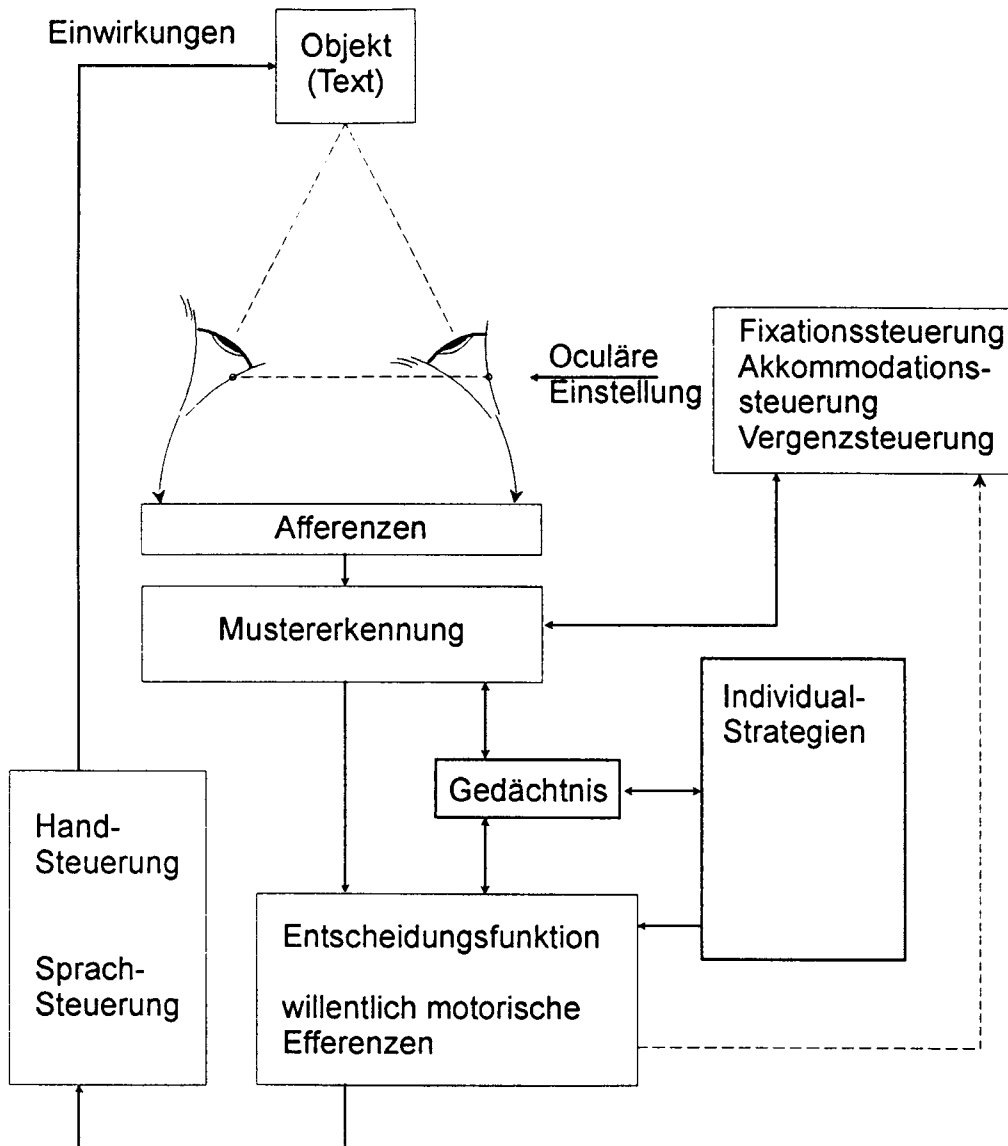 Einwirkungen
Objekt
(Text)
Oculäre
Einstellung
Fixationssteuerung
Akkommodations-
steuerung
Vergenzsteuerung
Afferenzen
Mustererkennung
Individual-
Strategien
Gedächtnis
Hand-
Steuerung
Sprach-
Steuerung
Entscheidungsfunktion
willentlich motorische
Efferenzen